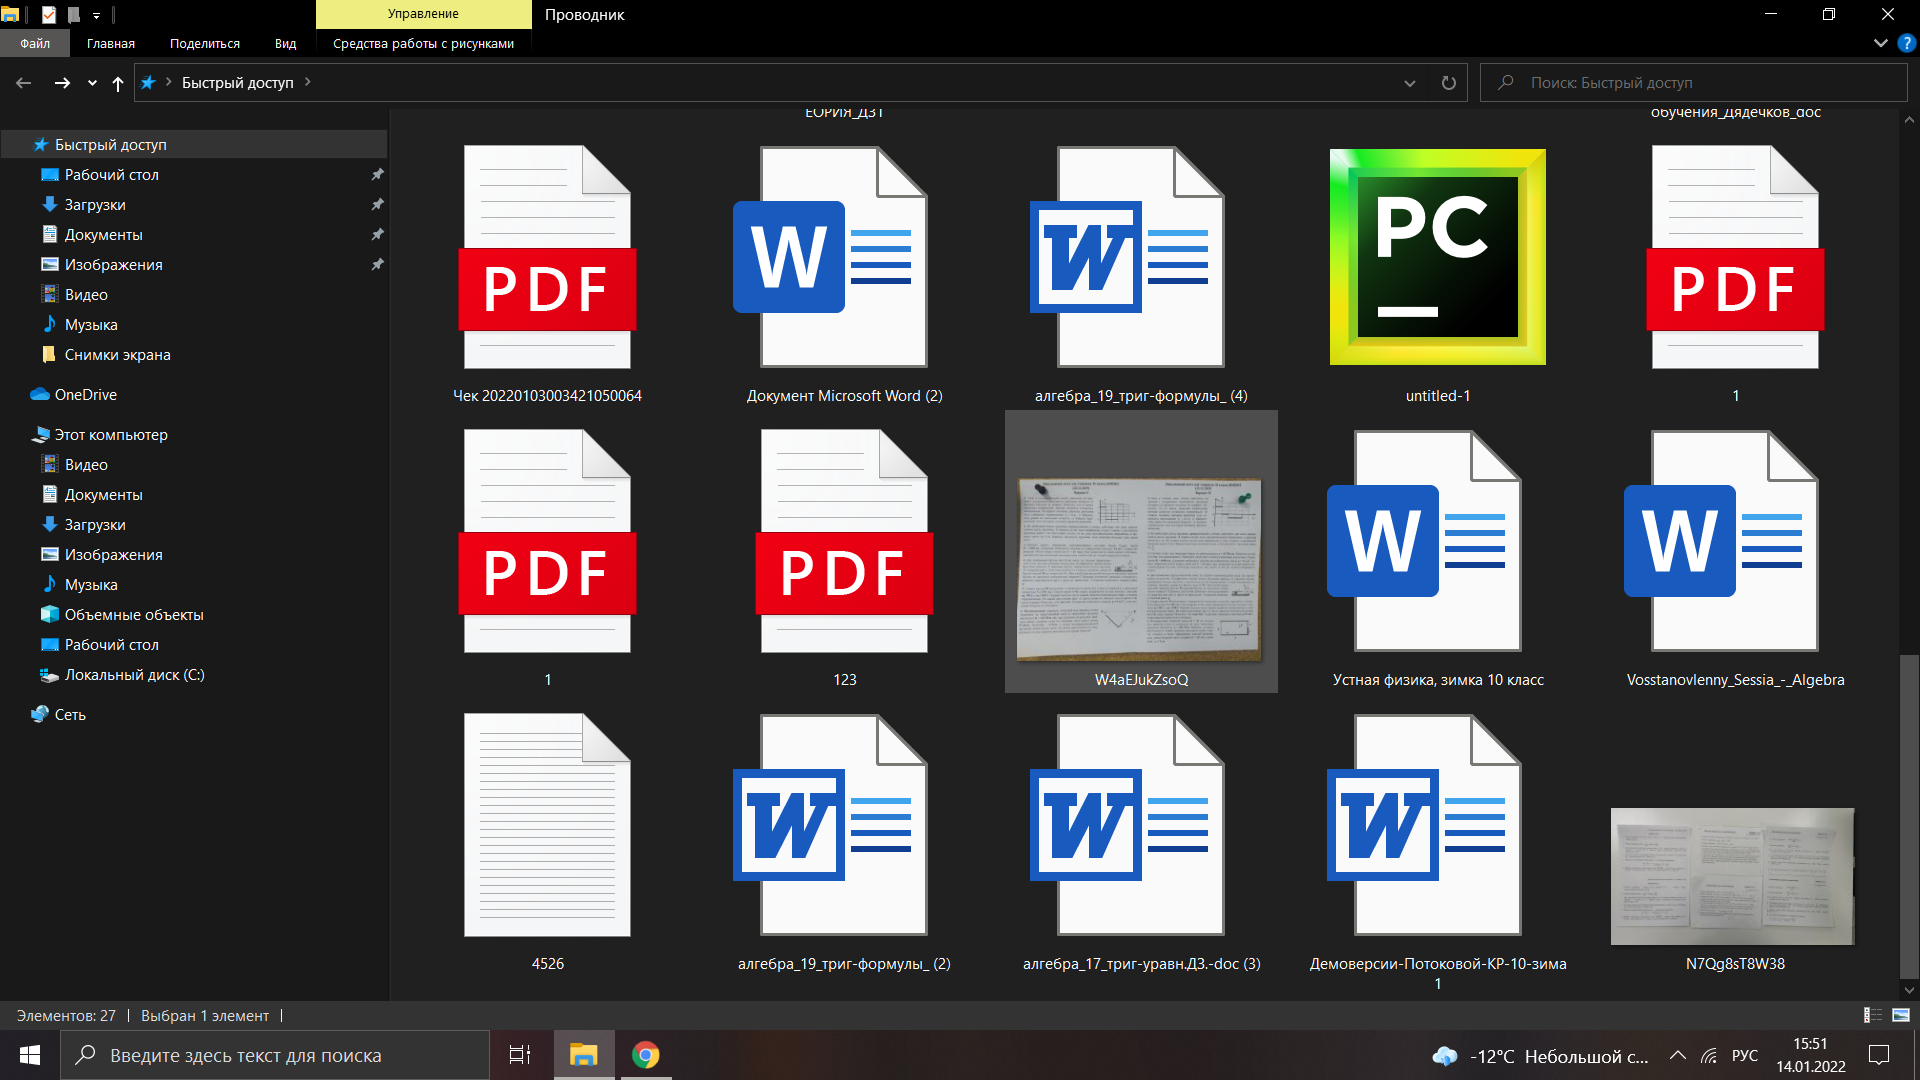 Управление
Проводник
Файл
Главная
Поделиться
Вид
Средства работы с рисунками
Быстрый доступ
Поиск: Быстрый доступ
Быстрый доступ
Рабочий стол
Загрузки
Документы
Изображения
Видео
Музыка
Снимки экрана
OneDrive
Этот компьютер
Видео
Документы
Загрузки
Изображения
Музыка
Объемные объекты
Рабочий стол
Локальный диск (C:)
Сеть
ЕОРИЯ_ДЗ1
обучения_Дядечков_doc
PDF
W
W
PC
PDF
Чек 20220103003421050064
Документ Microsoft Word (2)
алгебра_19_триг-формулы_ (4)
untitled-1
1
PDF
PDF
W
W
1
123
W4aEJukZsoQ
Устная физика, зимка 10 класс
Vosstanovlenny_Sessia_-_Algebra
W
W
W
4526
алгебра_19_триг-формулы_ (2)
алгебра_17_триг-уравн.ДЗ.-doc (3)
Демоверсии-Потоковой-КР-10-зима
1
N7Qg8sT8W38
Элементов: 27
Выбран 1 элемент
Введите здесь текст для поиска
-12°C Небольшой с...
РУС
15:51
14.01.2022